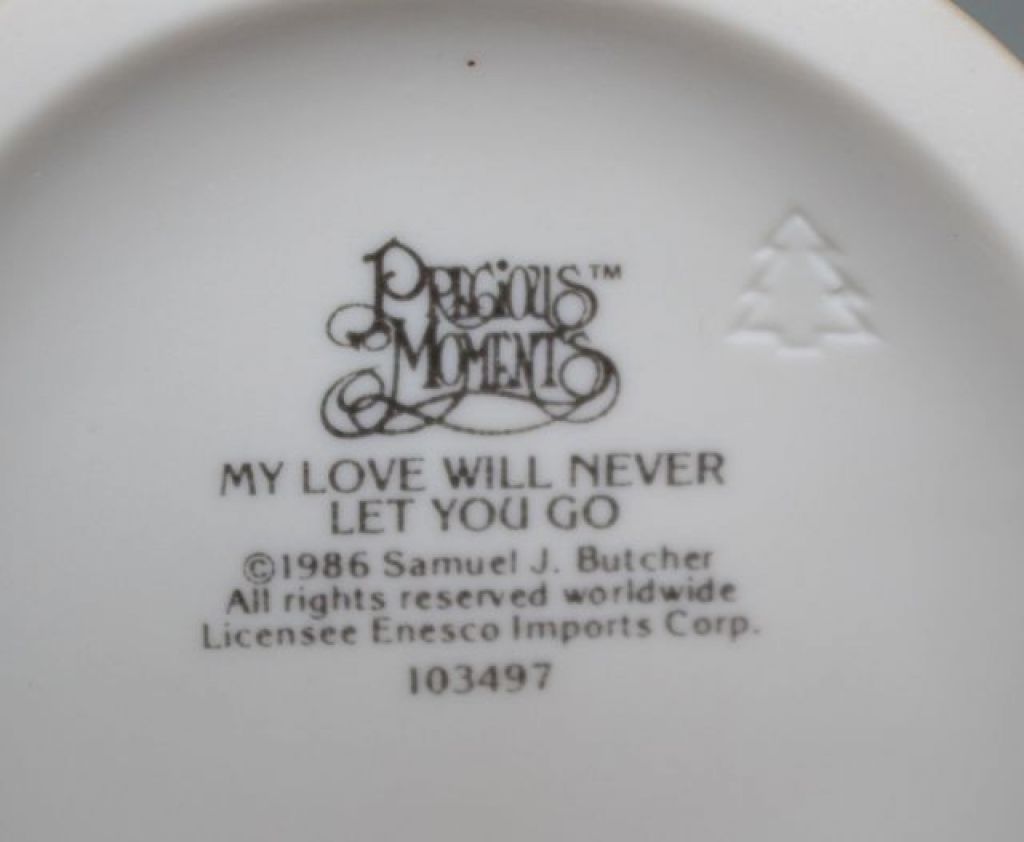 PRECIOUS™
MOMENTS
MY LOVE WILL NEVER
LET YOU GO
©1986 Samuel J. Butcher
All rights reserved worldwide
Licensee Enesco Imports Corp.
103497